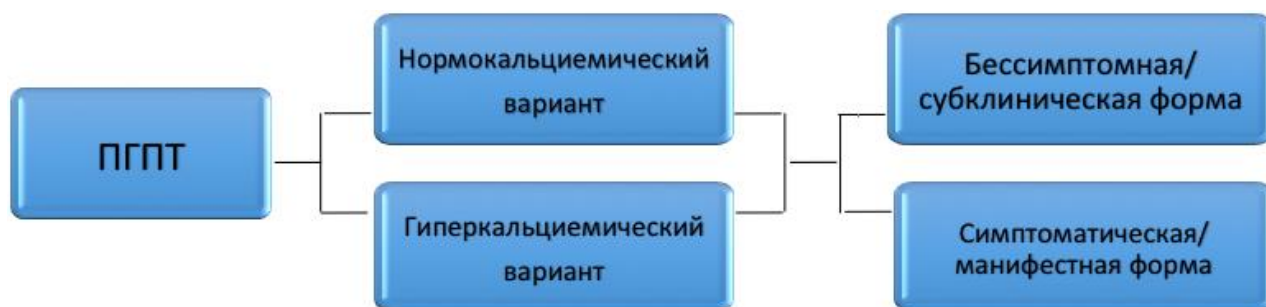 ПГПТ
Нормокальциемический
вариант
Гиперкальциемический
вариант
Бессимптомная/
субклиническая форма
Симптоматическая/
манифестная форма